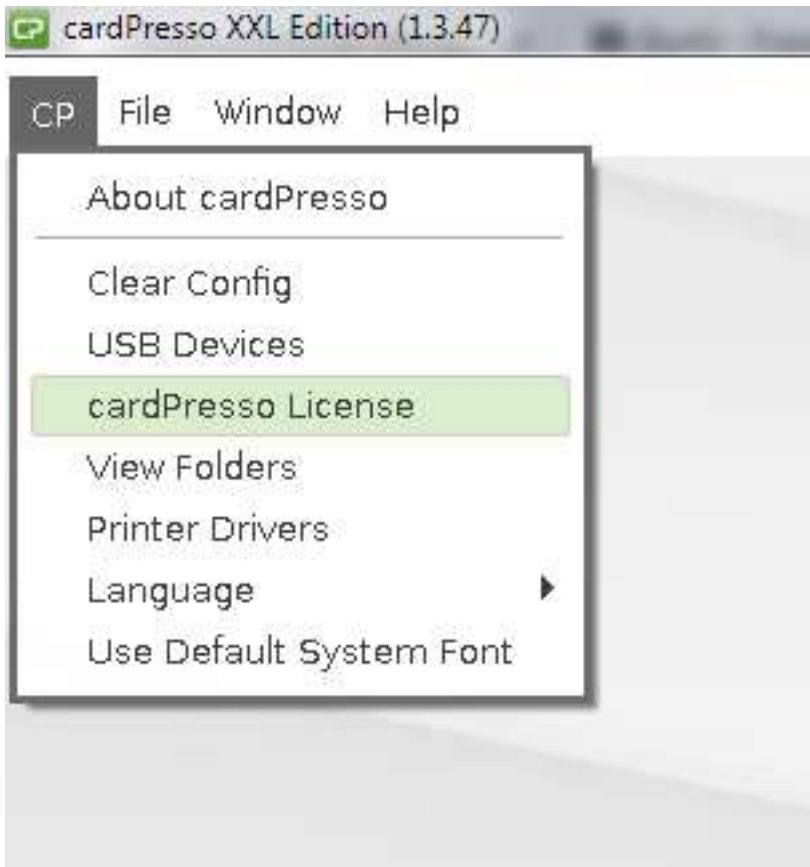 CP cardPresso XXL Edition (1.3.47)
CP File Window Help
About cardPresso
Clear Config
USB Devices
cardPresso License
View Folders
Printer Drivers
Language
Use Default System Font